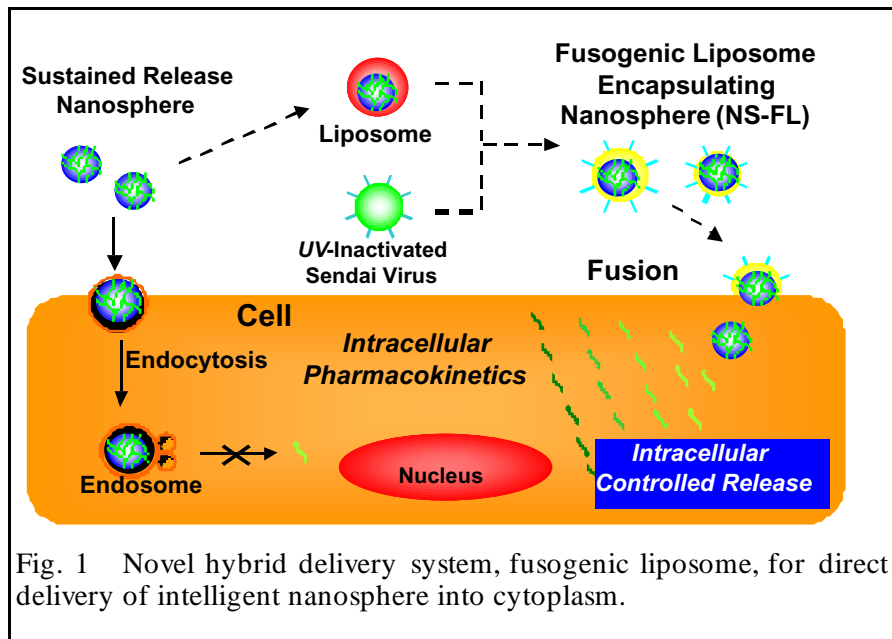 Sustained Release
Nanosphere
Liposome
UV-Inactivated
Sendai Virus
Fusogenic Liposome
Encapsulating
Nanosphere (NS-FL)
Fusion
Cell
Endocytosis
Intracellular
Pharmacokinetics
Endosome
Nucleus
Intracellular
Controlled Release
Fig. 1 Novel hybrid delivery system, fusogenic liposome, for direct
delivery of intelligent nanosphere into cytoplasm.